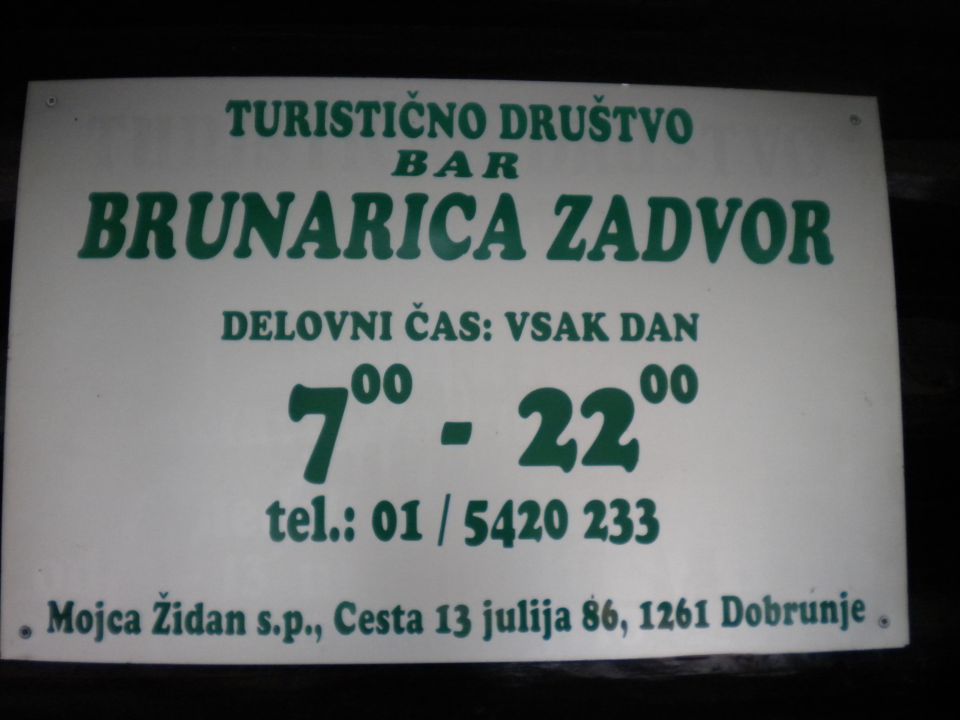 TURISTIČNO DRUŠTVO
BAR
BRUNARICA ZADVOR
DELOVNI ČAS: VSAK DAN
7⁰⁰ - 22⁰⁰
tel.: 01 / 5420 233
Mojca Židan s.p., Cesta 13 julija 86, 1261 Dobrunje